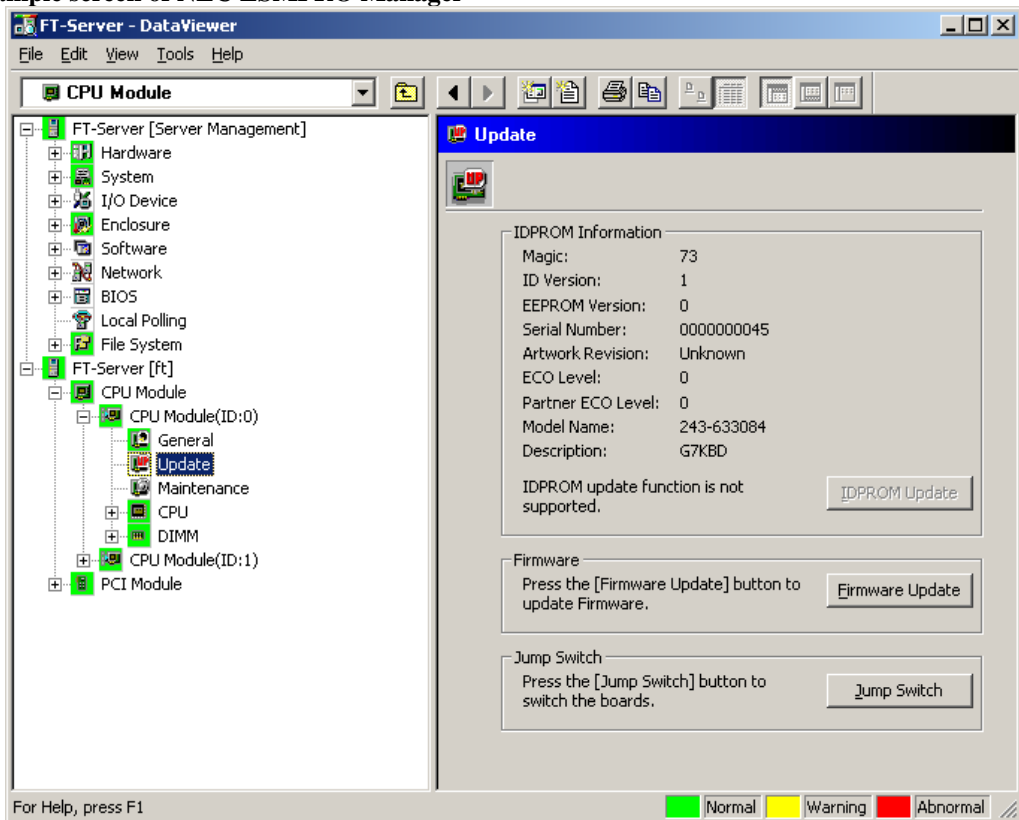 Sample screen of NEC ESMPRO Manager
FT-Server - DataViewer
File Edit View Tools Help
CPU Module
FT-Server [Server Management]
Hardware
System
I/O Device
Enclosure
Software
Network
BIOS
Local Polling
File System
FT-Server [ft]
CPU Module
CPU Module(ID:0)
General
Update
Maintenance
CPU
DIMM
CPU Module(ID:1)
PCI Module
Update
IDPROM Information
Magic: 73
ID Version: 1
EEPROM Version: 0
Serial Number: 0000000045
Artwork Revision: Unknown
ECO Level: 0
Partner ECO Level: 0
Model Name: 243-633084
Description: G7KBD
IDPROM update function is not
supported.
IDPROM Update
Firmware
Press the [Firmware Update] button to
update Firmware.
Firmware Update
Jump Switch
Press the [Jump Switch] button to
switch the boards.
Jump Switch
For Help, press F1
Normal Warning Abnormal